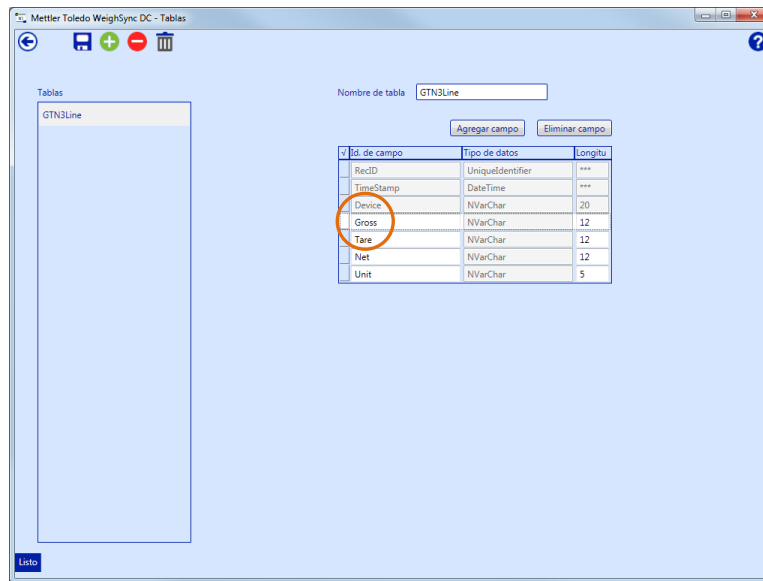 Mettler Toledo WeighSync DC - Tablas
Tablas
GTN3Line
Nombre de tabla GTN3Line
Agregar campo Eliminar campo
√ Id. de campo Tipo de datos Longitu
RecID UniqueIdentifier ***
TimeStamp DateTime ***
Device NVarChar 20
Gross NVarChar 12
Tare NVarChar 12
Net NVarChar 12
Unit NVarChar 5
Listo